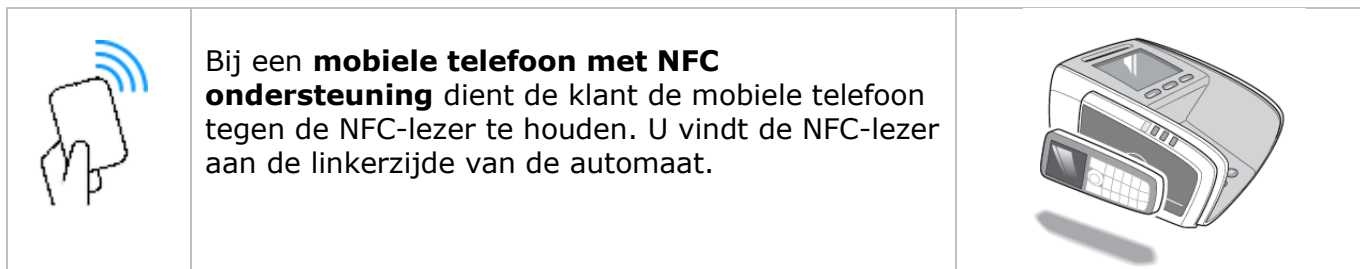 Bij een mobiele telefoon met NFC
ondersteuning dient de klant de mobiele telefoon
tegen de NFC-lezer te houden. U vindt de NFC-lezer
aan de linkerzijde van de automaat.